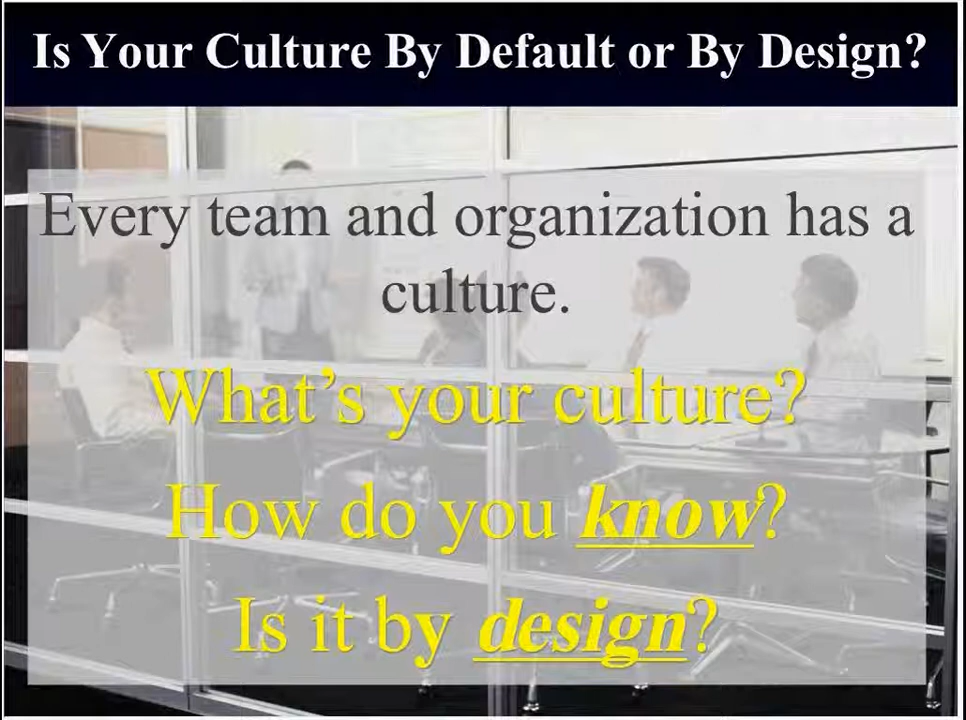 Is Your Culture By Default or By Design?
Every team and organization has a
culture.
What’s your culture?
How do you know?
Is it by design?